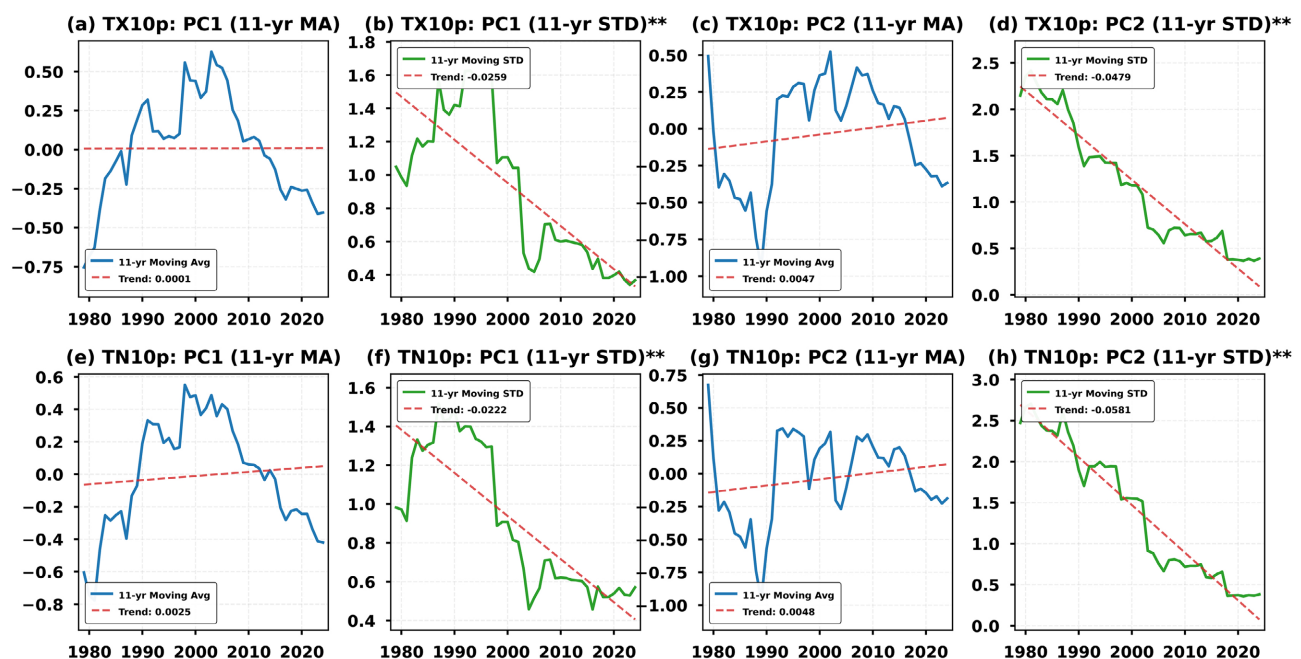 (a) TX10p: PC1 (11-yr MA)
0.50
0.25
0.00
−0.25
−0.50
−0.75
11-yr Moving Avg
Trend: 0.0001
1980 1990 2000 2010 2020
(b) TX10p: PC1 (11-yr STD)**
1.8
1.6
1.4
1.2
1.0
0.8
0.6
0.4
11-yr Moving STD
Trend: -0.0259
1980 1990 2000 2010 2020
(c) TX10p: PC2 (11-yr MA)
0.50
0.25
0.00
0.25
0.50
0.75
1.00
11-yr Moving Avg
Trend: 0.0047
1980 1990 2000 2010 2020
(d) TX10p: PC2 (11-yr STD)**
2.5
2.0
1.5
1.0
0.5
0.0
11-yr Moving STD
Trend: -0.0479
1980 1990 2000 2010 2020
(e) TN10p: PC1 (11-yr MA)
0.6
0.4
0.2
0.0
−0.2
−0.4
−0.6
−0.8
11-yr Moving Avg
Trend: 0.0025
1980 1990 2000 2010 2020
(f) TN10p: PC1 (11-yr STD)**
1.6
1.4
1.2
1.0
0.8
0.6
0.4
11-yr Moving STD
Trend: -0.0222
1980 1990 2000 2010 2020
(g) TN10p: PC2 (11-yr MA)
0.75
0.50
0.25
0.00
0.25
0.50
0.75
1.00
11-yr Moving Avg
Trend: 0.0048
1980 1990 2000 2010 2020
(h) TN10p: PC2 (11-yr STD)**
3.0
2.5
2.0
1.5
1.0
0.5
0.0
11-yr Moving STD
Trend: -0.0581
1980 1990 2000 2010 2020